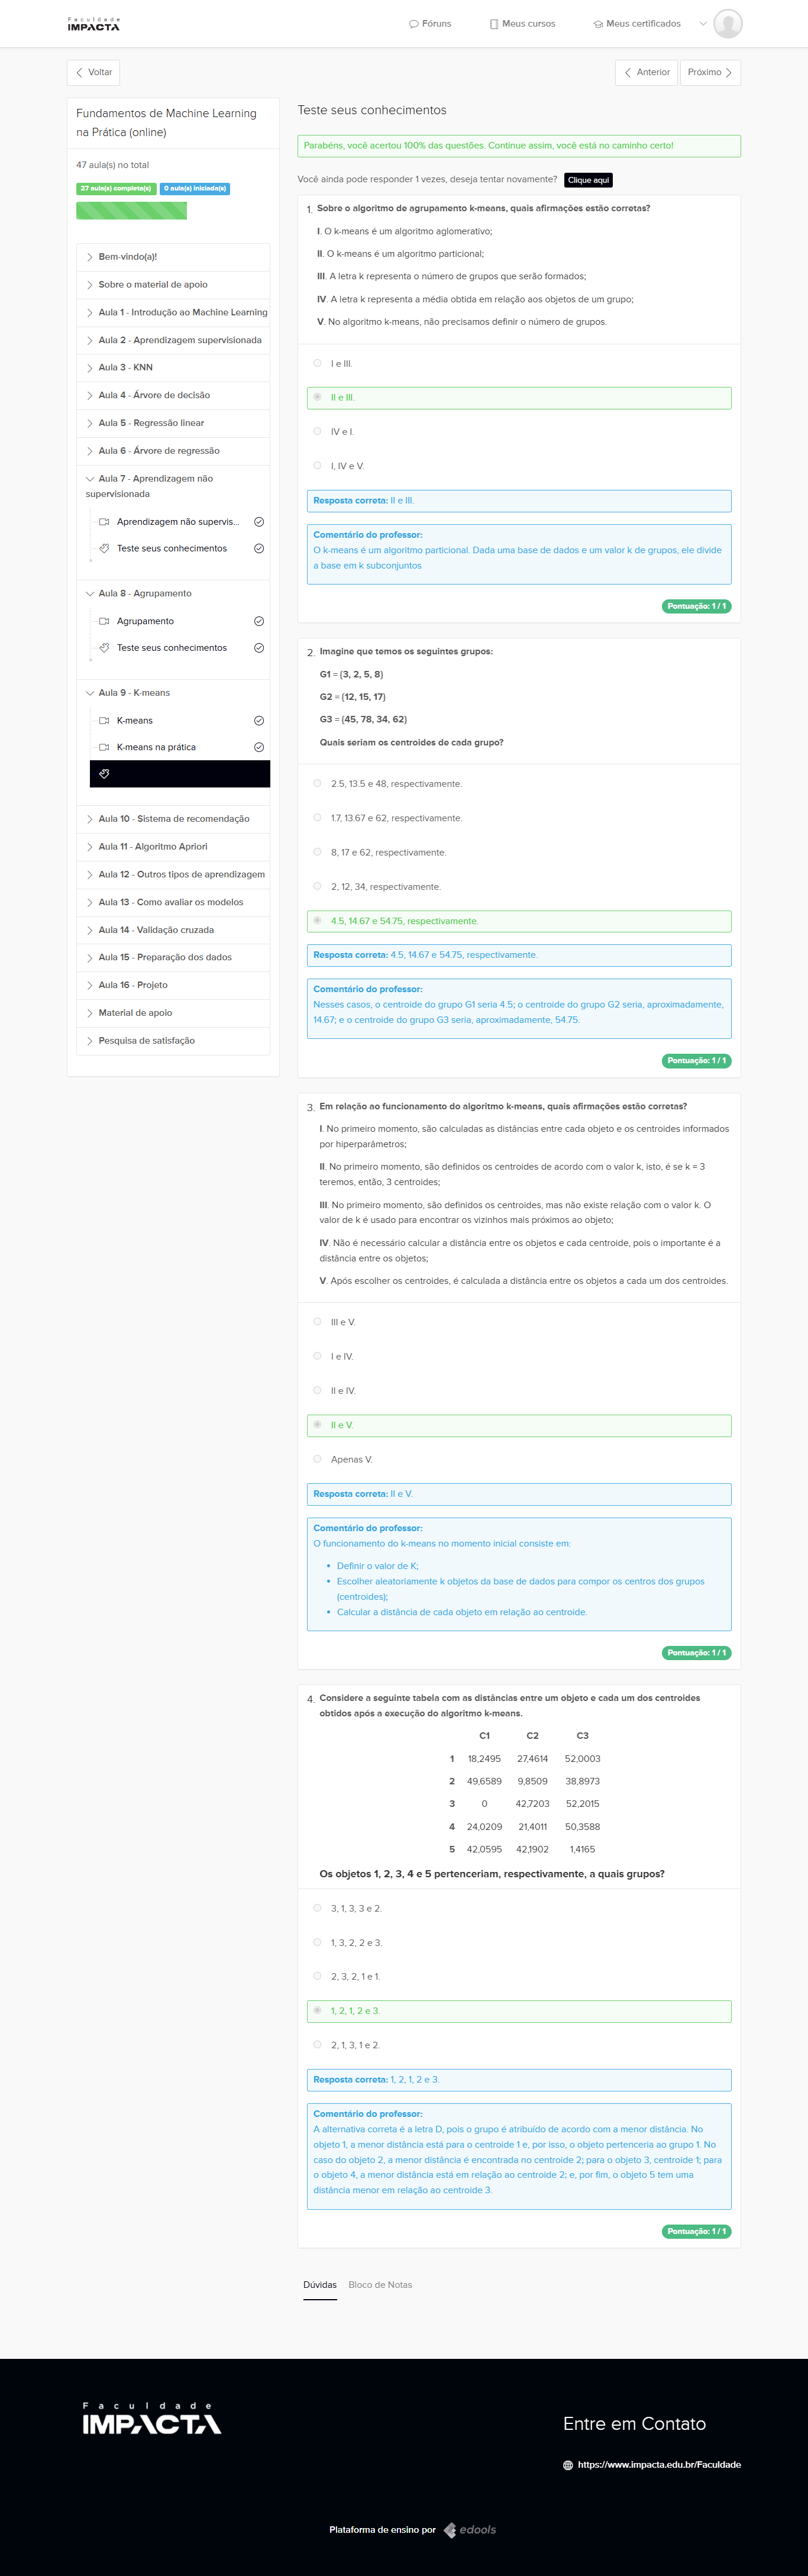 Faculdade
IMPACTA
Fóruns
Meus cursos
Meus certificados
Voltar
Anterior
Próximo
Fundamentos de Machine Learning
na Prática (online)
47 aula(s) no total
27 aula(s) completa(s)
0 aula(s) iniciada(s)
Bem-vindo(a)!
Sobre o material de apoio
Aula 1 - Introdução ao Machine Learning
Aula 2 - Aprendizagem supervisionada
Aula 3 - KNN
Aula 4 - Árvore de decisão
Aula 5 - Regressão linear
Aula 6 - Árvore de regressão
Aula 7 - Aprendizagem não
supervisionada
Aprendizagem não supervis...
Teste seus conhecimentos
Aula 8 - Agrupamento
Agrupamento
Teste seus conhecimentos
Aula 9 - K-means
K-means
K-means na prática
Aula 10 - Sistema de recomendação
Aula 11 - Algoritmo Apriori
Aula 12 - Outros tipos de aprendizagem
Aula 13 - Como avaliar os modelos
Aula 14 - Validação cruzada
Aula 15 - Preparação dos dados
Aula 16 - Projeto
Material de apoio
Pesquisa de satisfação
Teste seus conhecimentos
Parabéns, você acertou 100% das questões. Continue assim, você está no caminho certo!
Você ainda pode responder 1 vezes, deseja tentar novamente? Clique aqui
1. Sobre o algoritmo de agrupamento k-means, quais afirmações estão corretas?
I. O k-means é um algoritmo aglomerativo;
II. O k-means é um algoritmo particional;
III. A letra k representa o número de grupos que serão formados;
IV. A letra k representa a média obtida em relação aos objetos de um grupo;
V. No algoritmo k-means, não precisamos definir o número de grupos.
I e III.
II e III.
IV e I.
I, IV e V.
Resposta correta: II e III.
Comentário do professor:
O k-means é um algoritmo particional. Dada uma base de dados e um valor k de grupos, ele divide
a base em k subconjuntos
Pontuação: 1 / 1
2. Imagine que temos os seguintes grupos:
G1 = {3, 2, 5, 8}
G2 = {12, 15, 17}
G3 = {45, 78, 34, 62}
Quais seriam os centroides de cada grupo?
2.5, 13.5 e 48, respectivamente.
1.7, 13.67 e 62, respectivamente.
8, 17 e 62, respectivamente.
2, 12, 34, respectivamente.
4.5, 14.67 e 54.75, respectivamente.
Resposta correta: 4.5, 14.67 e 54.75, respectivamente.
Comentário do professor:
Nesses casos, o centroide do grupo G1 seria 4.5; o centroide do grupo G2 seria, aproximadamente,
14.67; e o centroide do grupo G3 seria, aproximadamente, 54.75.
Pontuação: 1 / 1
3. Em relação ao funcionamento do algoritmo k-means, quais afirmações estão corretas?
I. No primeiro momento, são calculadas as distâncias entre cada objeto e os centroides informados
por hiperparâmetros;
II. No primeiro momento, são definidos os centroides de acordo com o valor k, isto, é se k = 3
teremos, então, 3 centroides;
III. No primeiro momento, são definidos os centroides, mas não existe relação com o valor k. O
valor de k é usado para encontrar os vizinhos mais próximos ao objeto;
IV. Não é necessário calcular a distância entre os objetos e cada centroide, pois o importante é a
distância entre os objetos;
V. Após escolher os centroides, é calculada a distância entre os objetos a cada um dos centroides.
III e V.
I e IV.
II e IV.
II e V.
Apenas V.
Resposta correta: II e V.
Comentário do professor:
O funcionamento do k-means no momento inicial consiste em:
• Definir o valor de K;
• Escolher aleatoriamente k objetos da base de dados para compor os centros dos grupos
(centroides);
• Calcular a distância de cada objeto em relação ao centroide.
Pontuação: 1 / 1
4. Considere a seguinte tabela com as distâncias entre um objeto e cada um dos centroides
obtidos após a execução do algoritmo k-means.
C1 C2 C3
1 18,2495 27,4614 52,0003
2 49,6589 9,8509 38,8973
3 0 42,7203 52,2015
4 24,0209 21,4011 50,3588
5 42,0595 42,1902 1,4165
Os objetos 1, 2, 3, 4 e 5 pertenceriam, respectivamente, a quais grupos?
3, 1, 3, 3 e 2.
1, 3, 2, 2 e 3.
2, 3, 2, 1 e 1.
1, 2, 1, 2 e 3.
2, 1, 3, 1 e 2.
Resposta correta: 1, 2, 1, 2 e 3.
Comentário do professor:
A alternativa correta é a letra D, pois o grupo é atribuído de acordo com a menor distância. No
objeto 1, a menor distância está para o centroide 1 e, por isso, o objeto pertenceria ao grupo 1. No
caso do objeto 2, a menor distância é encontrada no centroide 2; para o objeto 3, centroide 1; para
o objeto 4, a menor distância está em relação ao centroide 2; e, por fim, o objeto 5 tem uma
distância menor em relação ao centroide 3.
Pontuação: 1 / 1
Dúvidas
Bloco de Notas
Faculdade
IMPACTA
Entre em Contato
https://www.impacta.edu.br/Faculdade
Plataforma de ensino por edools